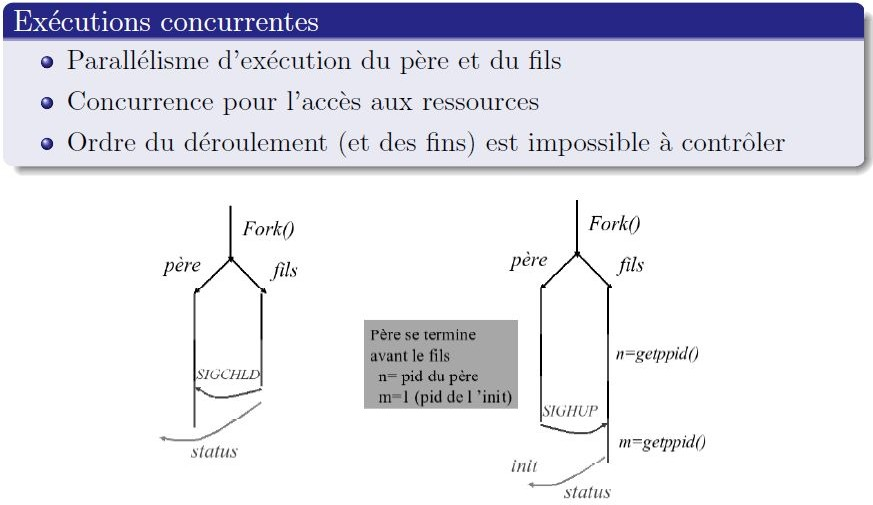 Exécutions concurrentes
Parallélisme d'exécution du père et du fils
Concurrence pour l'accès aux ressources
Ordre du déroulement (et des fins) est impossible à contrôler
Fork()
père
fils
SIGCHLD
status
Fork()
père
fils
Père se termine
avant le fils
n= pid du père
m=1 (pid de l 'init)
n=getppid()
SIGHUP
m=getppid()
init
status